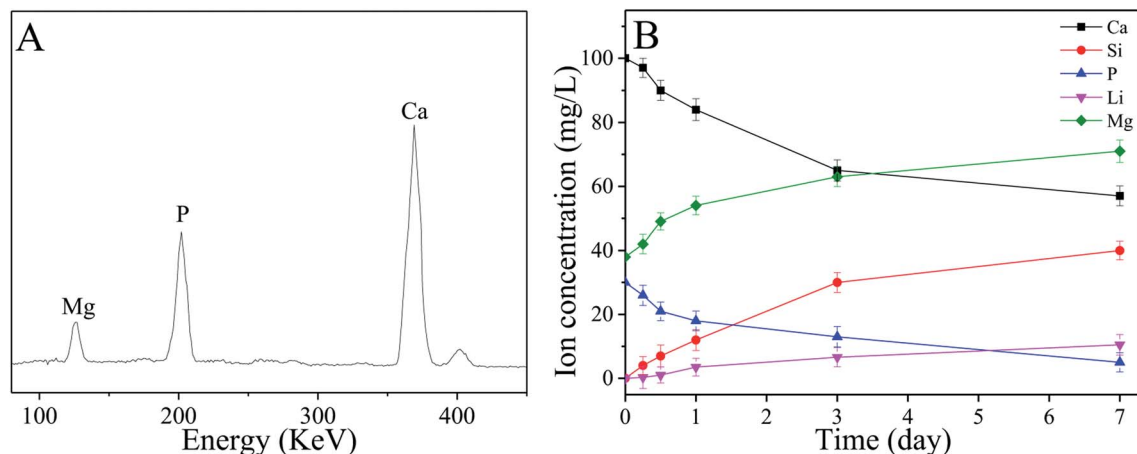 A
Mg
P
Ca
100 200 300 400
Energy (KeV)
B
Ca
Si
P
Li
Mg
Ion concentration (mg/L)
100
80
60
40
20
0
0 1 2 3 4 5 6 7
Time (day)